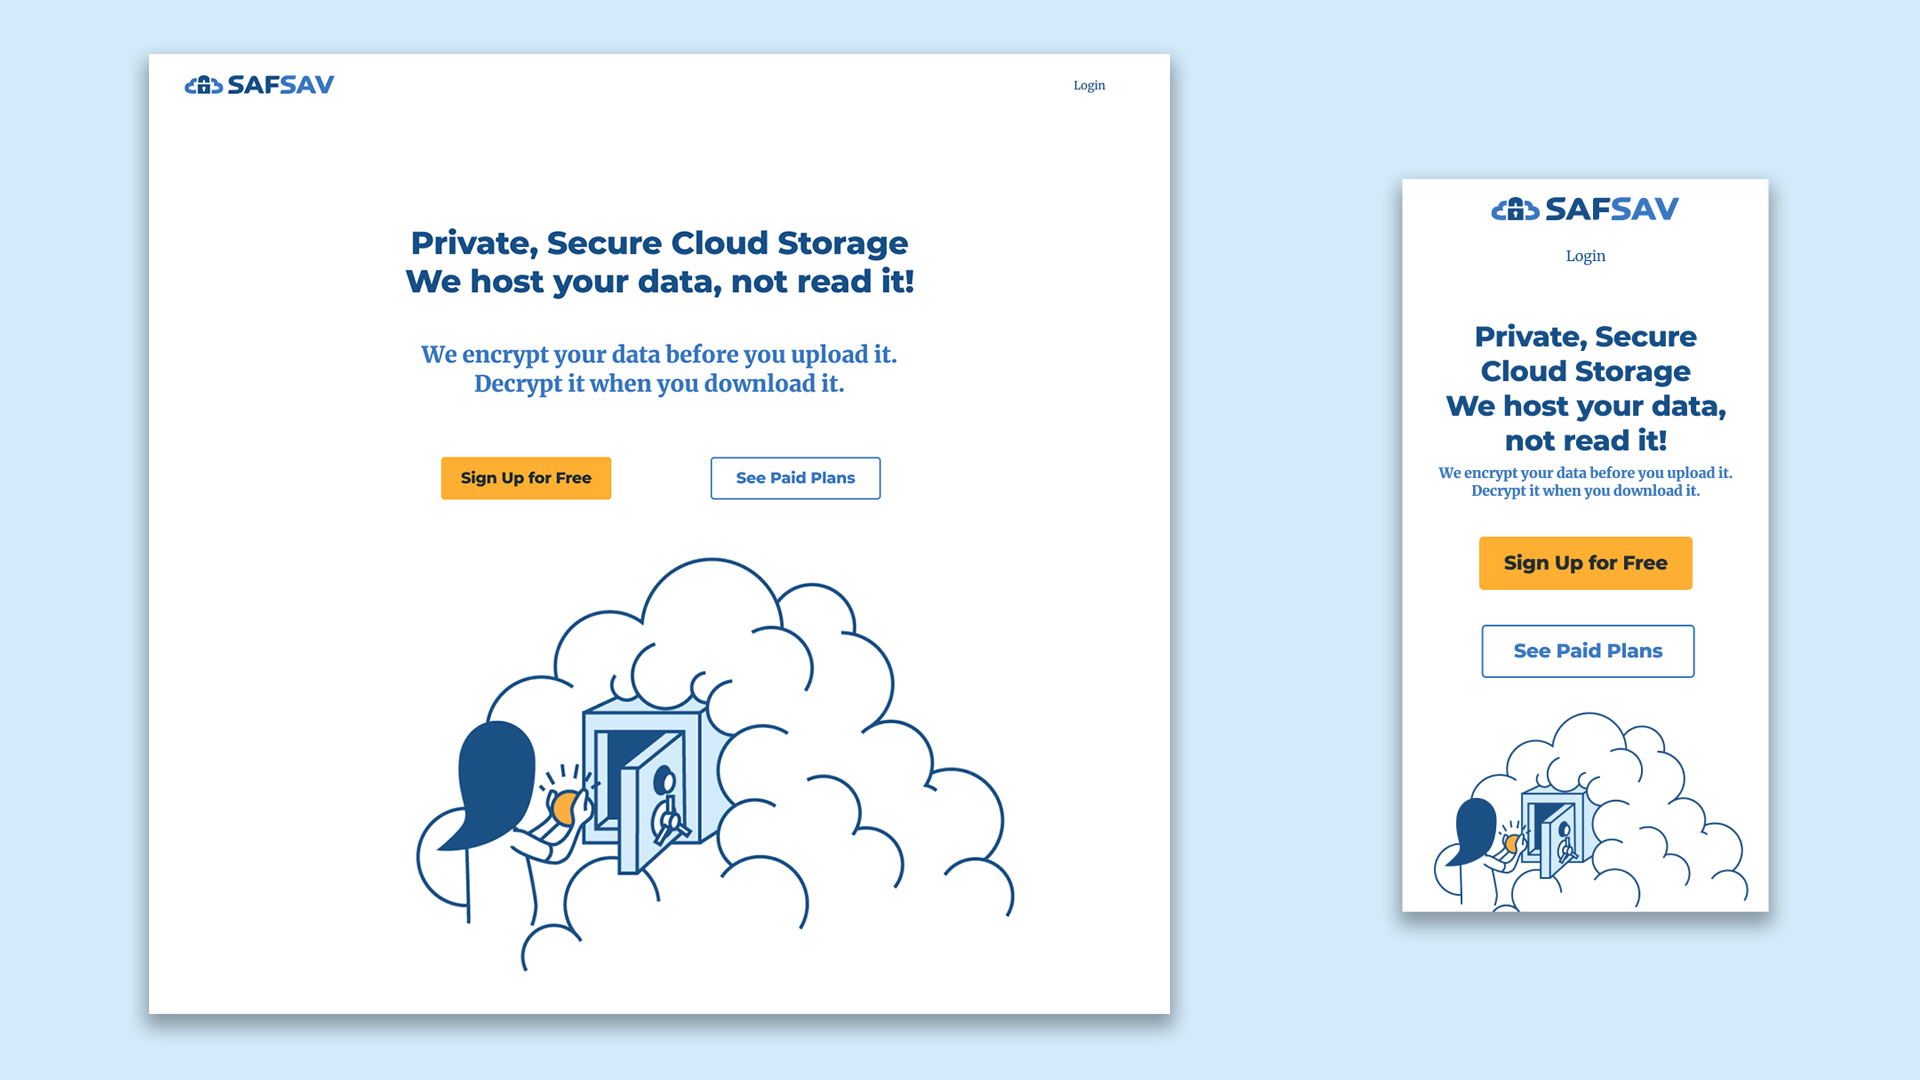 SAFSAV
Login
Private, Secure Cloud Storage
We host your data, not read it!
We encrypt your data before you upload it.
Decrypt it when you download it.
Sign Up for Free
See Paid Plans
SAFSAV
Login
Private, Secure
Cloud Storage
We host your data,
not read it!
We encrypt your data before you upload it.
Decrypt it when you download it.
Sign Up for Free
See Paid Plans